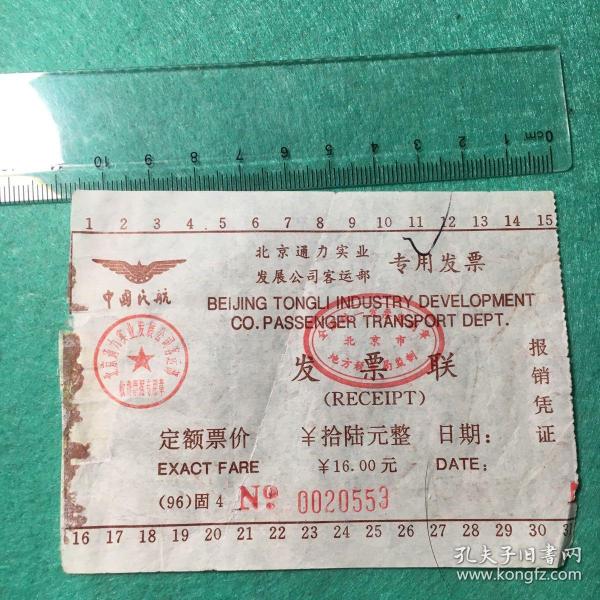 0cm 1 2 3 4 5 6 7 8 9 10
1 2 3 4 5 6 7 8 9 10 11 12 13 14 15
北京通力实业
发展公司客运部
专用发票
中国民航
BEIJING TONGLI INDUSTRY DEVELOPMENT
CO. PASSENGER TRANSPORT DEPT.
北京市
发票联
(RECEIPT)
报销凭证
定额票价 ￥拾陆元整 日期：
EXACT FARE ￥16.00元 DATE：
(96)固4 No. 0020553
16 17 18 19 20 21 22 23 24 25 26 27 28 29 30 3
孔夫子旧书网
www.kongfz.com